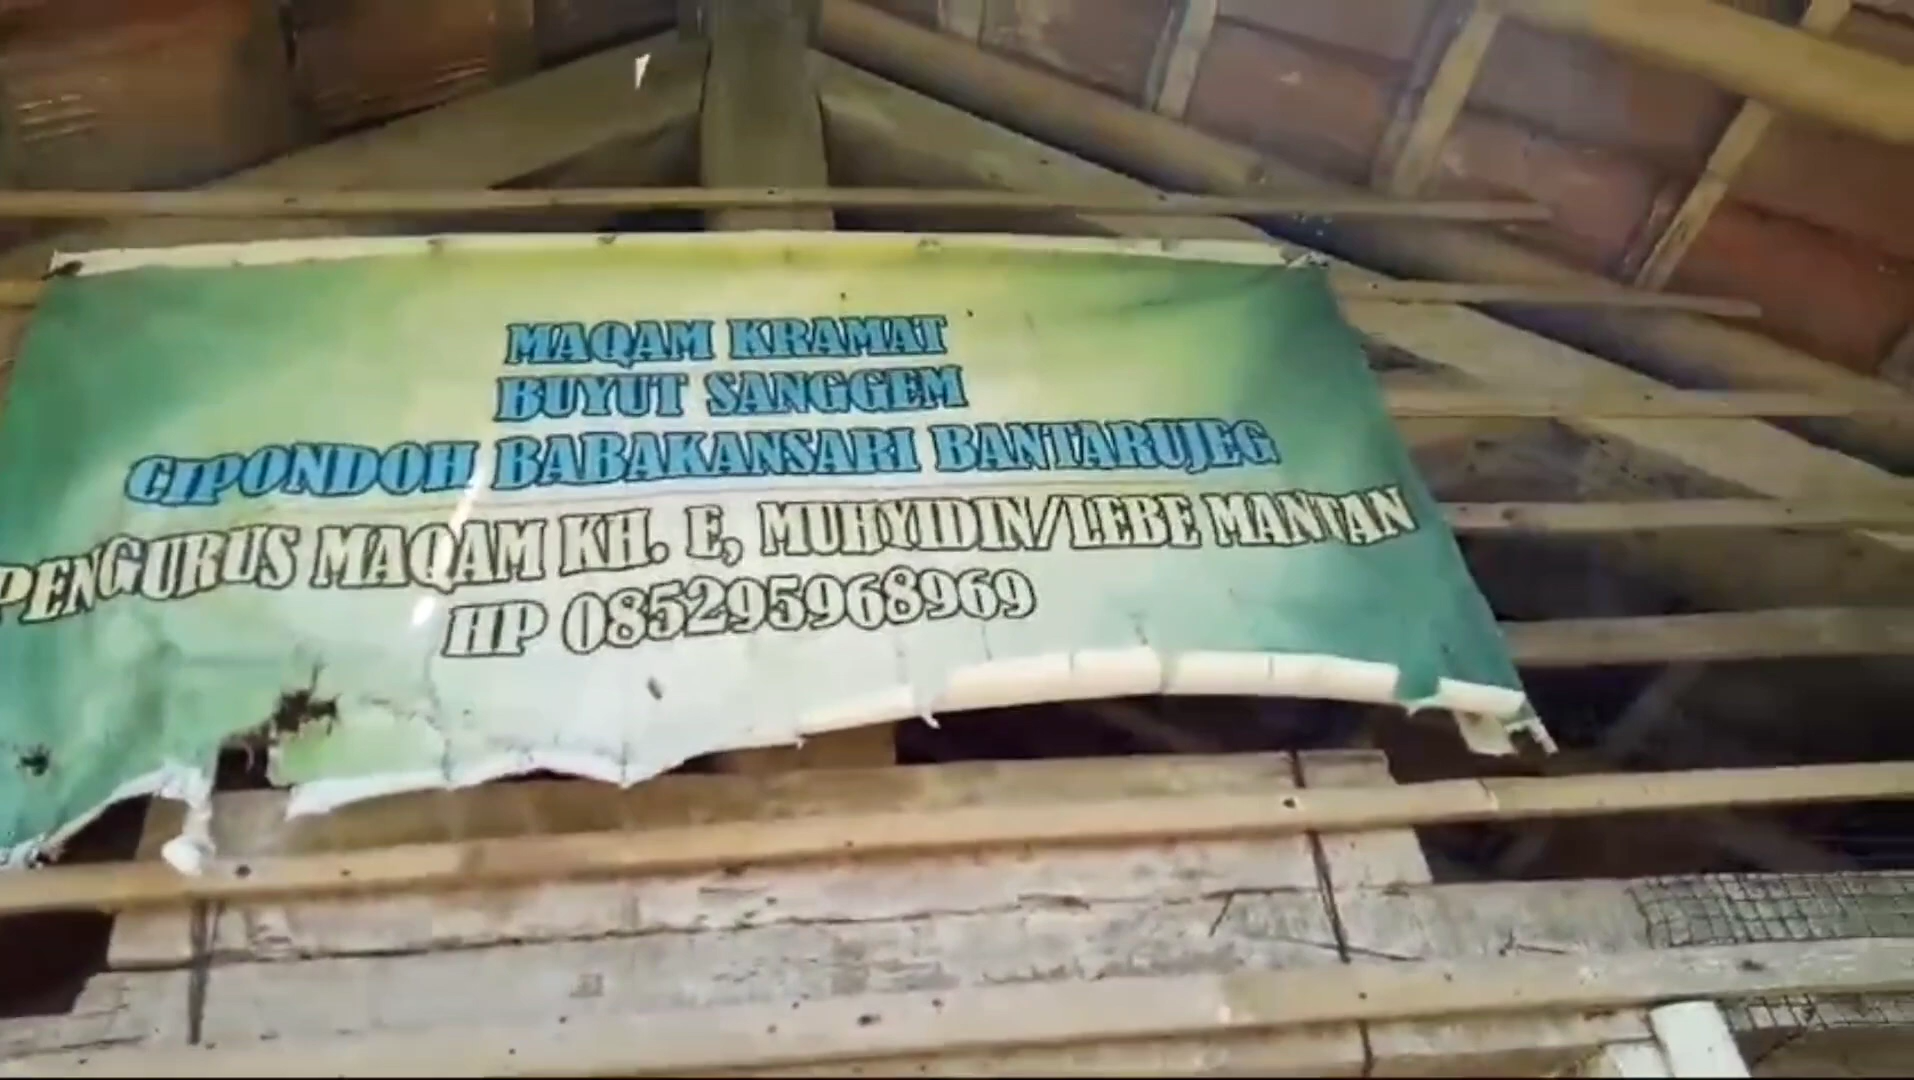 MAQAM KRAMAT
BUYUT SANGGEM
CIPONDOH BABAKANSARI BANTARUJEG
PENGURUS MAQAM KH. E, MUHYIDIN/LEBE MANTAN
HP 085295968969